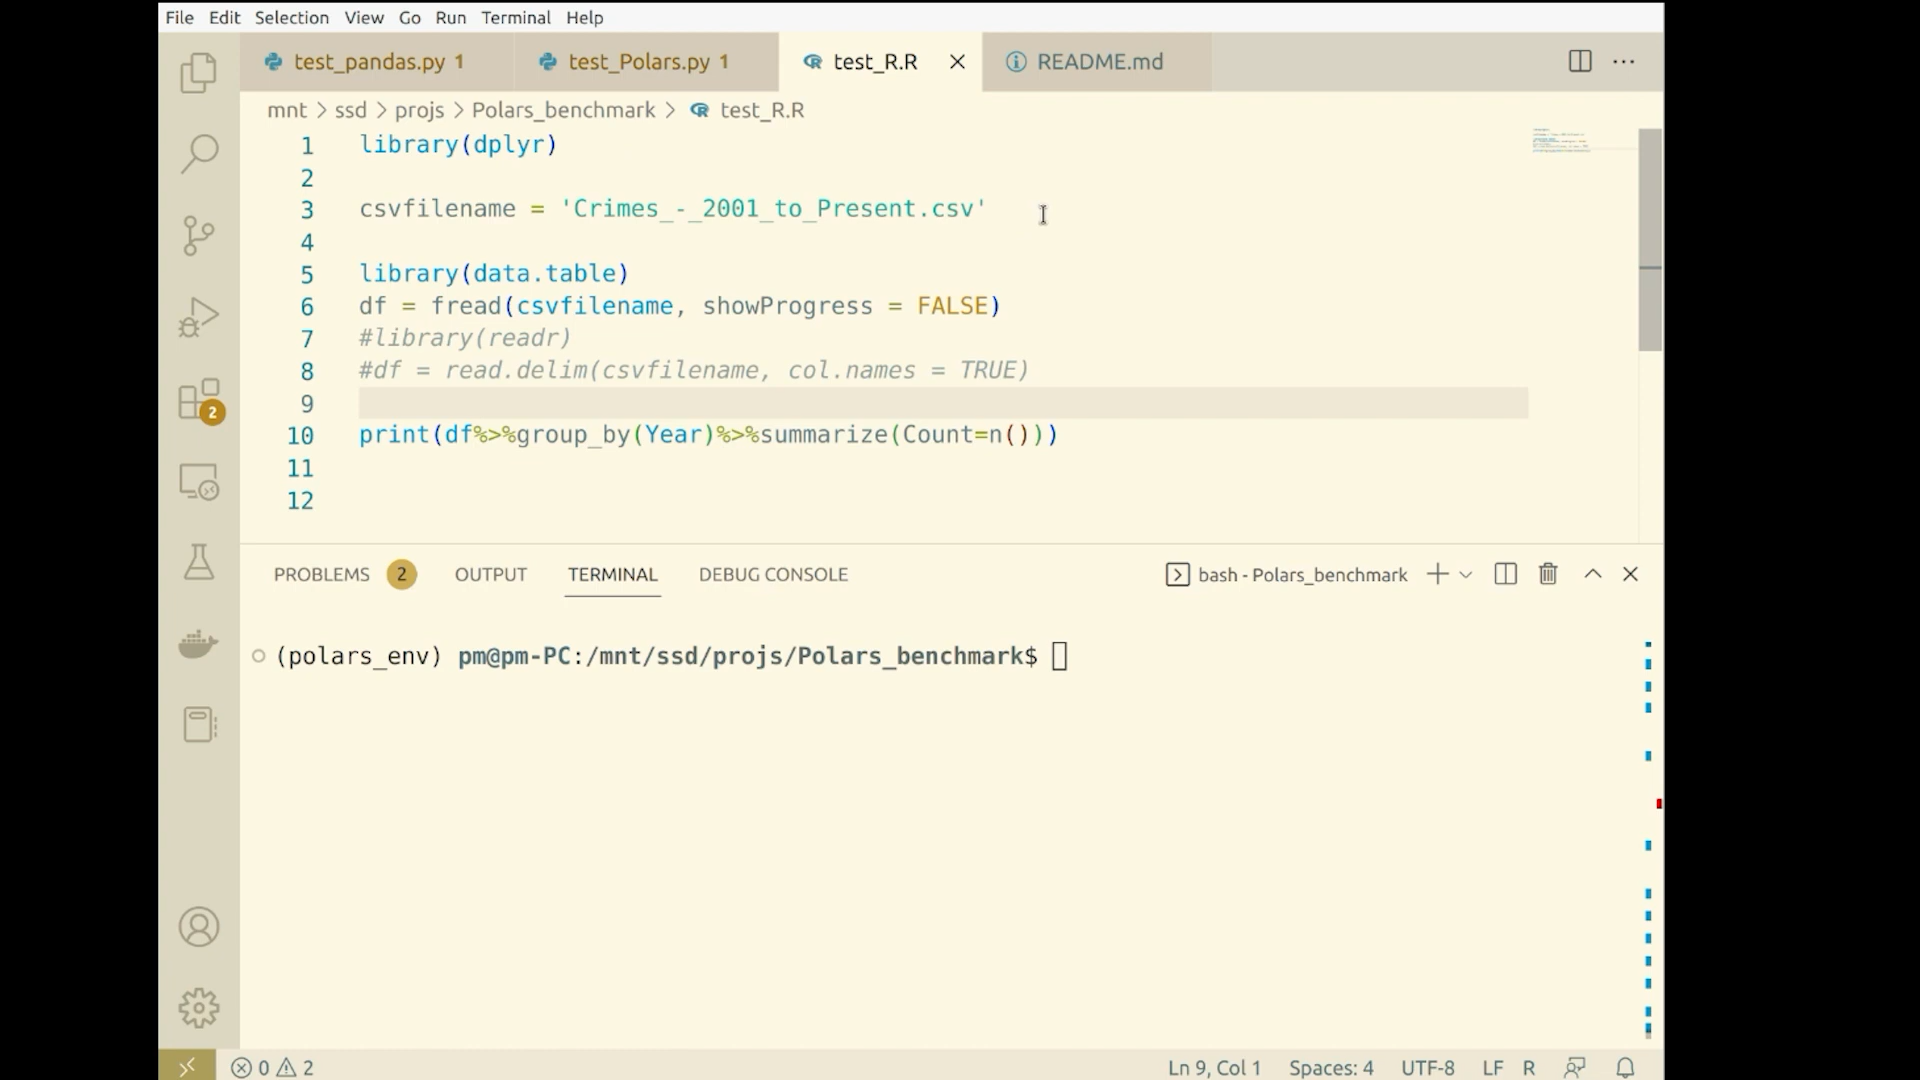 File Edit Selection View Go Run Terminal Help
test_pandas.py 1 test_Polars.py 1 test_R.R README.md
mnt > ssd > projs > Polars_benchmark > test_R.R
1 library(dplyr)
2
3 csvfilename = 'Crimes_-_2001_to_Present.csv'
4
5 library(data.table)
6 df = fread(csvfilename, showProgress = FALSE)
7 #library(readr)
8 #df = read.delim(csvfilename, col.names = TRUE)
9
10 print(df%>%group_by(Year)%>%summarize(Count=n()))
11
12
2
PROBLEMS 2 OUTPUT TERMINAL DEBUG CONSOLE bash - Polars_benchmark
(polars_env) pm@pm-PC:/mnt/ssd/projs/Polars_benchmark$
0 2 Ln 9, Col 1 Spaces: 4 UTF-8 LF R